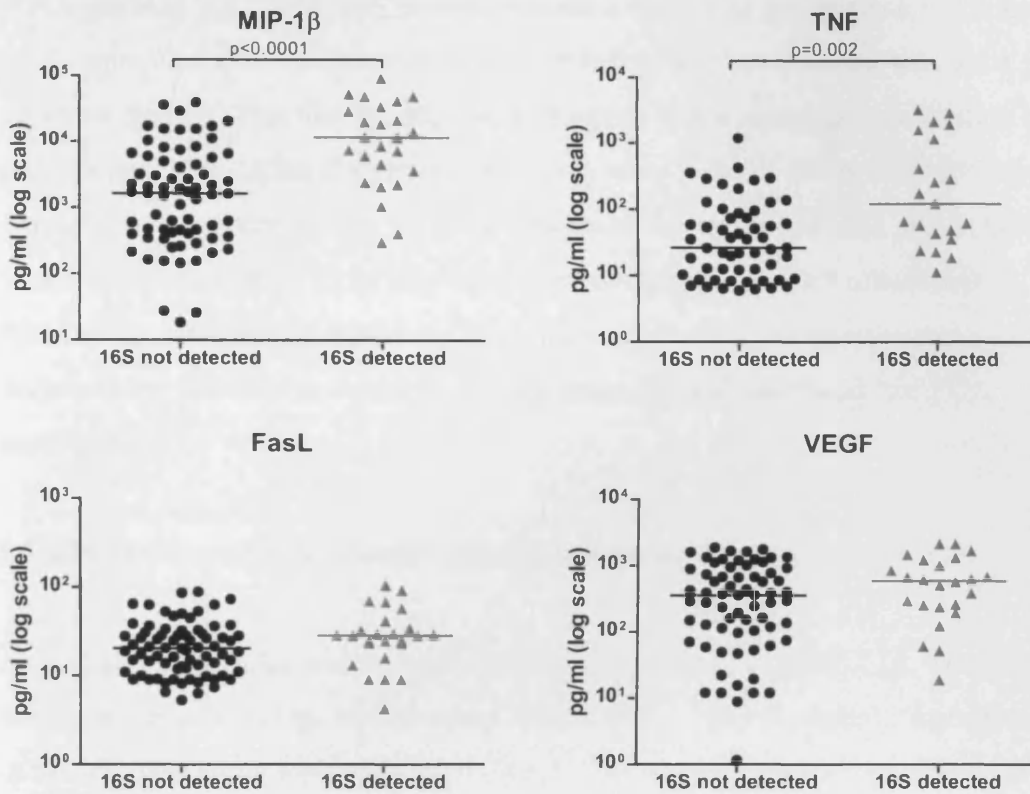 MIP-1β
p<0.0001
pg/ml (log scale)
10⁵
10⁴
10³
10²
10¹
16S not detected
16S detected
TNF
p=0.002
pg/ml (log scale)
10⁴
10³
10²
10¹
10⁰
16S not detected
16S detected
FasL
pg/ml (log scale)
10³
10²
10¹
10⁰
16S not detected
16S detected
VEGF
pg/ml (log scale)
10⁴
10³
10²
10¹
10⁰
16S not detected
16S detected